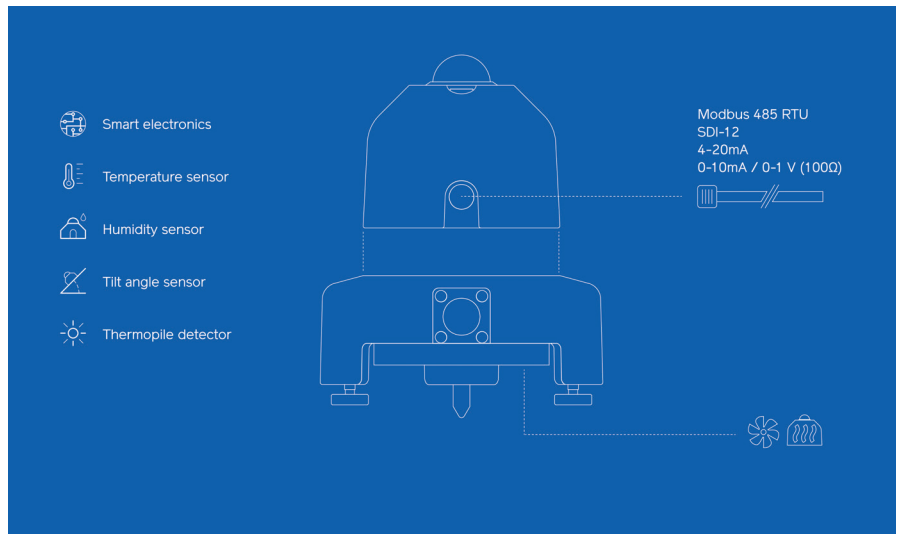 Smart electronics
Temperature sensor
Humidity sensor
Tilt angle sensor
Thermopile detector
Modbus 485 RTU
SDI-12
4-20mA
0-10mA / 0-1 V (100Ω)